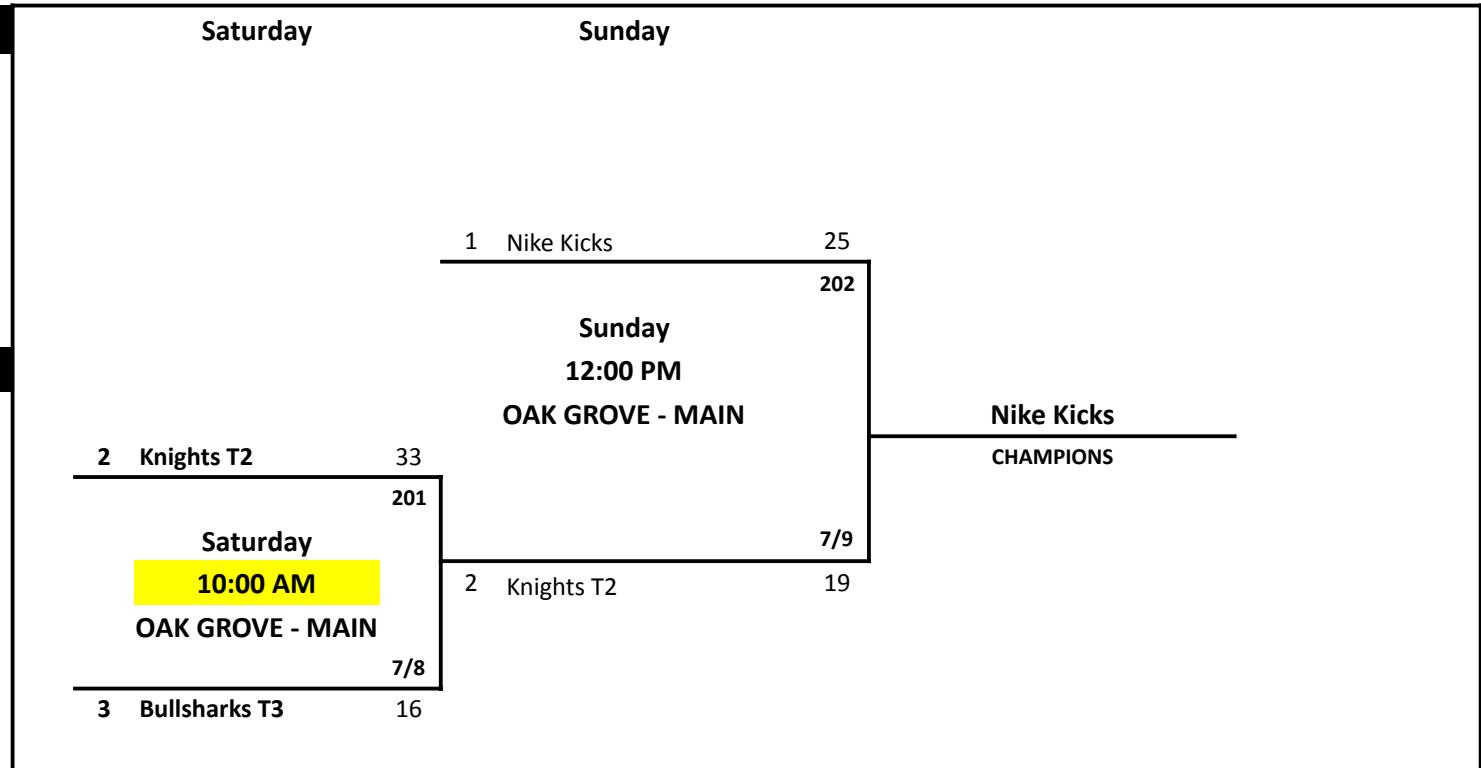 Saturday Sunday
1 Nike Kicks 25
202
Sunday
12:00 PM
OAK GROVE - MAIN
Nike Kicks
CHAMPIONS
2 Knights T2 33
201
Saturday
10:00 AM
OAK GROVE - MAIN
7/8
3 Bullsharks T3 16
7/9
2 Knights T2 19